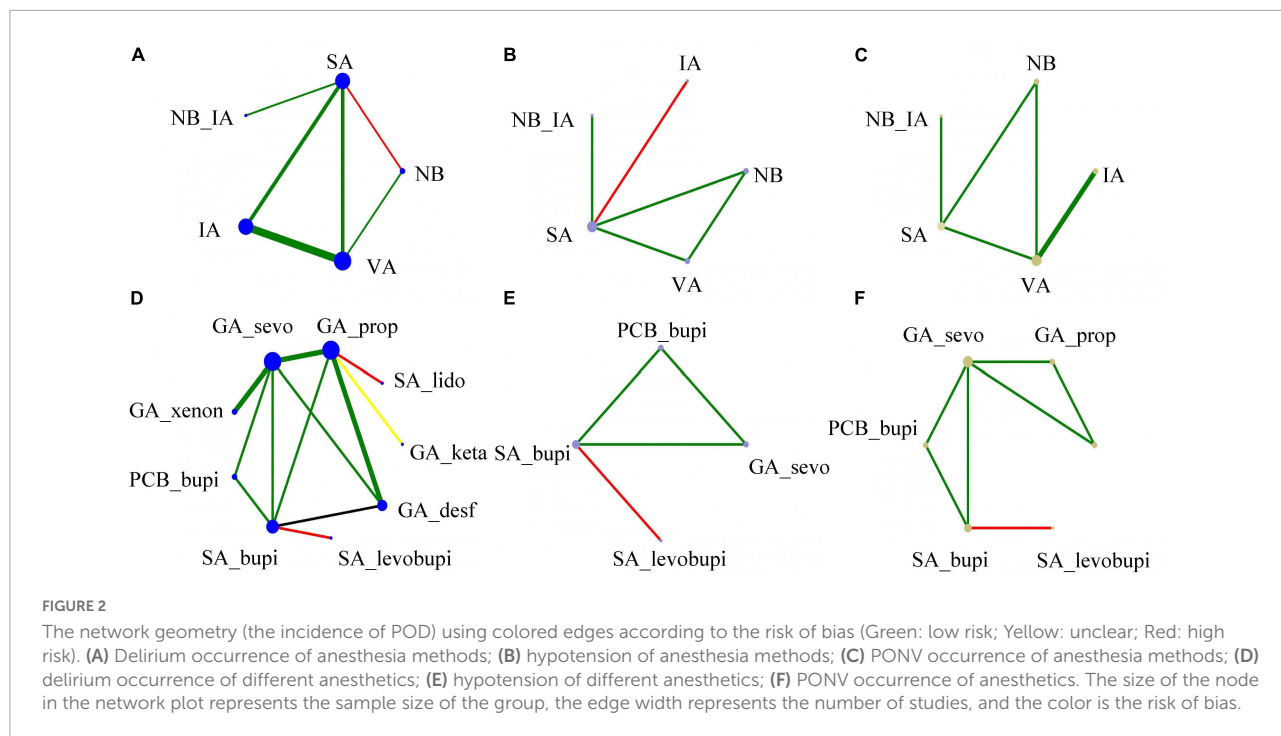 A
SA
NB_IA
NB
IA
VA
B
IA
NB_IA
NB
SA
VA
C
NB
NB_IA
IA
SA
VA
D
GA_sevo
GA_prop
SA_lido
GA_xenon
GA_keta
PCB_bupi
GA_desf
SA_bupi
SA_levobupi
E
PCB_bupi
SA_bupi
GA_sevo
SA_levobupi
F
GA_sevo
GA_prop
PCB_bupi
SA_bupi
SA_levobupi
FIGURE 2
The network geometry (the incidence of POD) using colored edges according to the risk of bias (Green: low risk; Yellow: unclear; Red: high
risk). (A) Delirium occurrence of anesthesia methods; (B) hypotension of anesthesia methods; (C) PONV occurrence of anesthesia methods; (D)
delirium occurrence of different anesthetics; (E) hypotension of different anesthetics; (F) PONV occurrence of anesthetics. The size of the node
in the network plot represents the sample size of the group, the edge width represents the number of studies, and the color is the risk of bias.